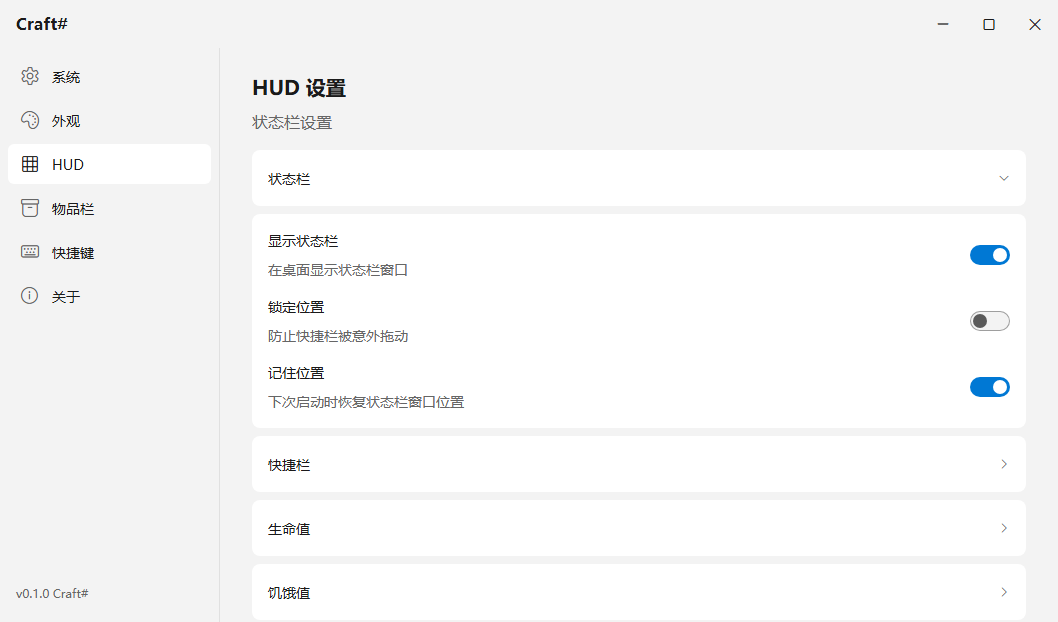 Craft#
系统
外观
HUD
物品栏
快捷键
关于
v0.1.0 Craft#
HUD 设置
状态栏设置
状态栏
显示状态栏
在桌面显示状态栏窗口
锁定位置
防止快捷栏被意外拖动
记住位置
下次启动时恢复状态栏窗口位置
快捷栏
生命值
饥饿值